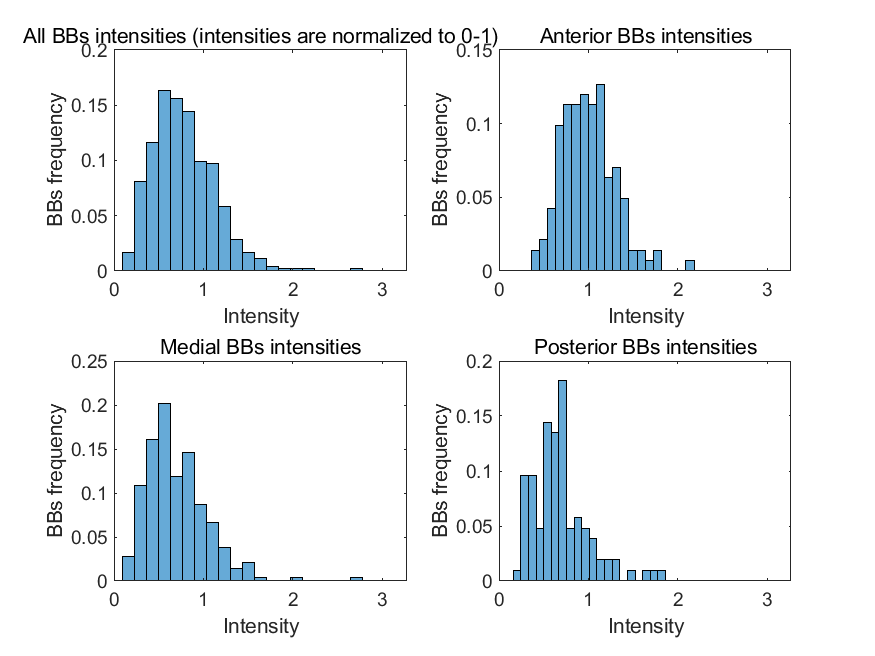 All BBs intensities (intensities are normalized to 0-1)
0.2
0.15
0.1
0.05
0
BBs frequency
0 1 2 3
Intensity
Anterior BBs intensities
0.15
0.1
0.05
0
BBs frequency
0 1 2 3
Intensity
Medial BBs intensities
0.25
0.2
0.15
0.1
0.05
0
BBs frequency
0 1 2 3
Intensity
Posterior BBs intensities
0.2
0.15
0.1
0.05
0
BBs frequency
0 1 2 3
Intensity